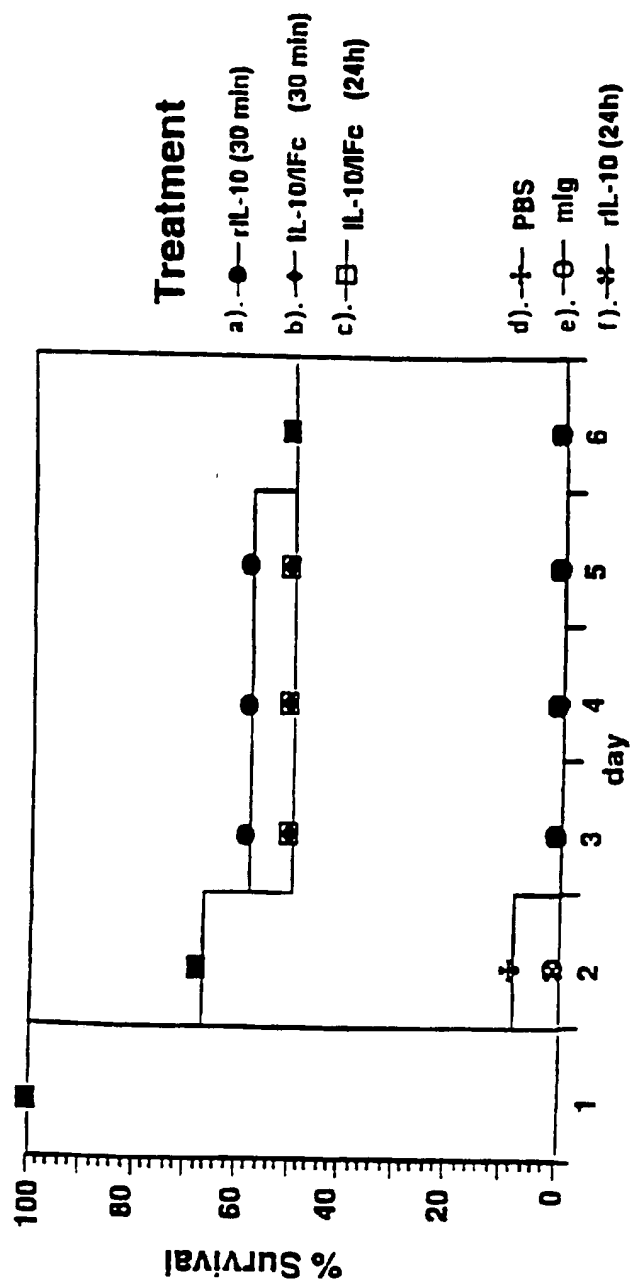 Treatment
a). rIL-10 (30 min)
b). IL-10/IFc (30 min)
c). IL-10/IFc (24h)
d). PBS
e). mIg
f). rIL-10 (24h)
% Survival
100
80
60
40
20
0
1
2
3
4
5
6
day